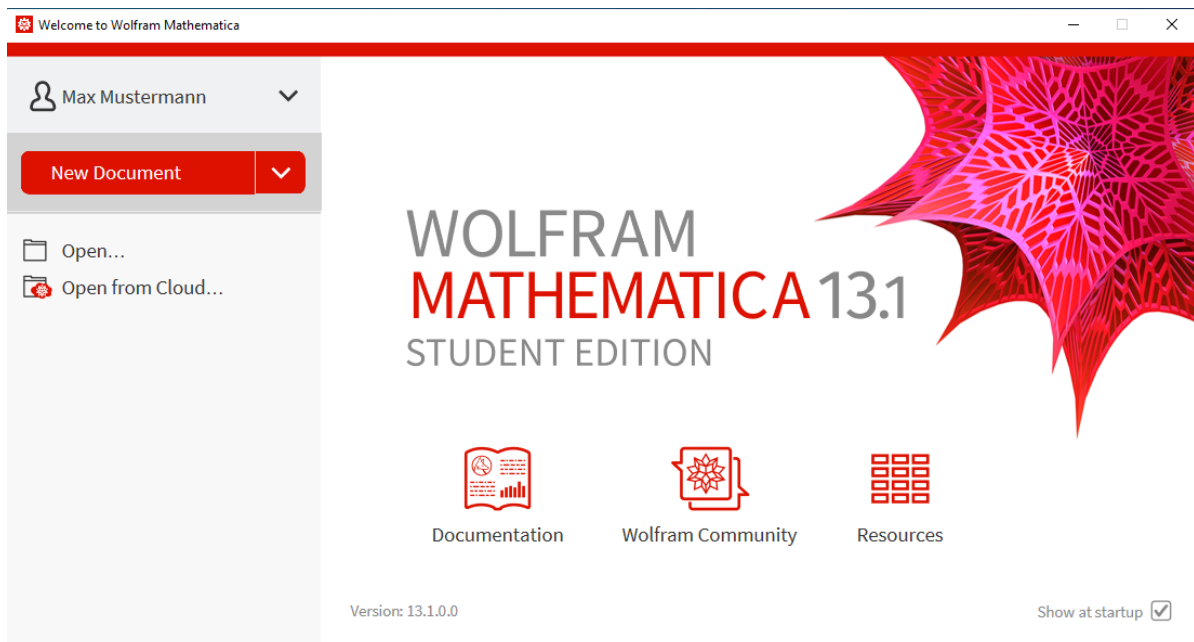 Welcome to Wolfram Mathematica
Max Mustermann
New Document
Open...
Open from Cloud...
WOLFRAM
MATHEMATICA 13.1
STUDENT EDITION
Documentation
Wolfram Community
Resources
Version: 13.1.0.0
Show at startup